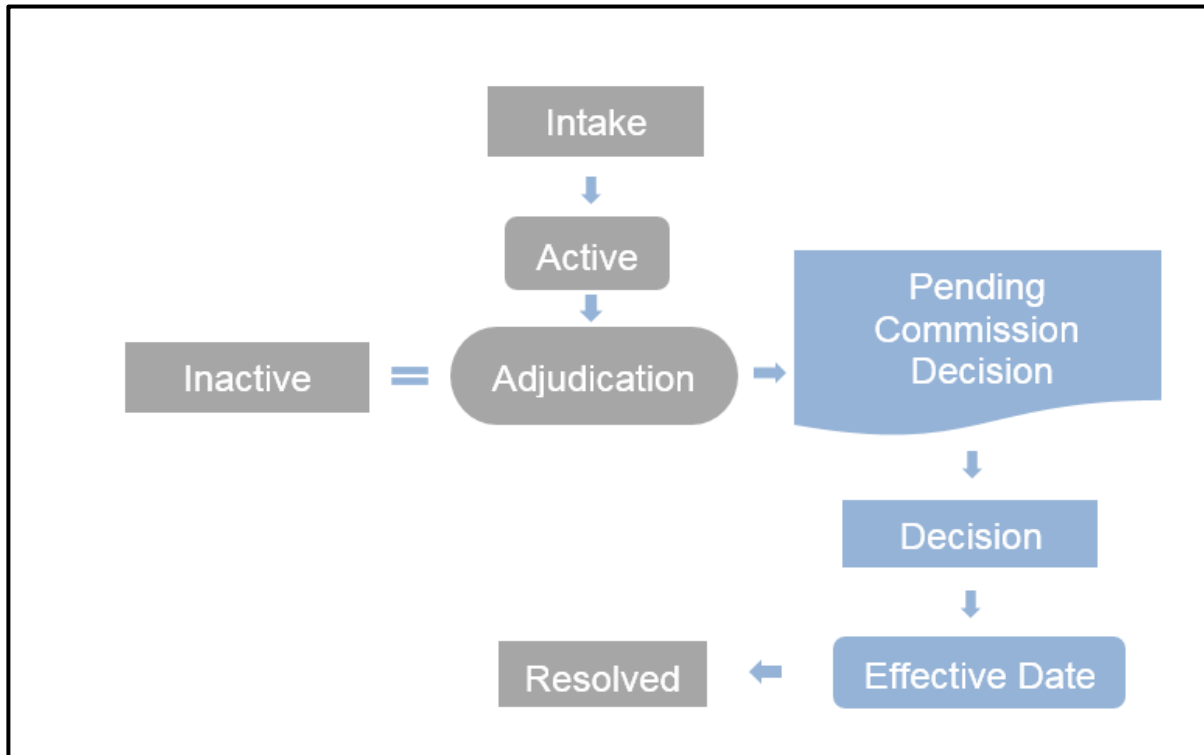 Intake
Active
Pending
Commission
Decision
Inactive
Adjudication
Decision
Resolved
Effective Date